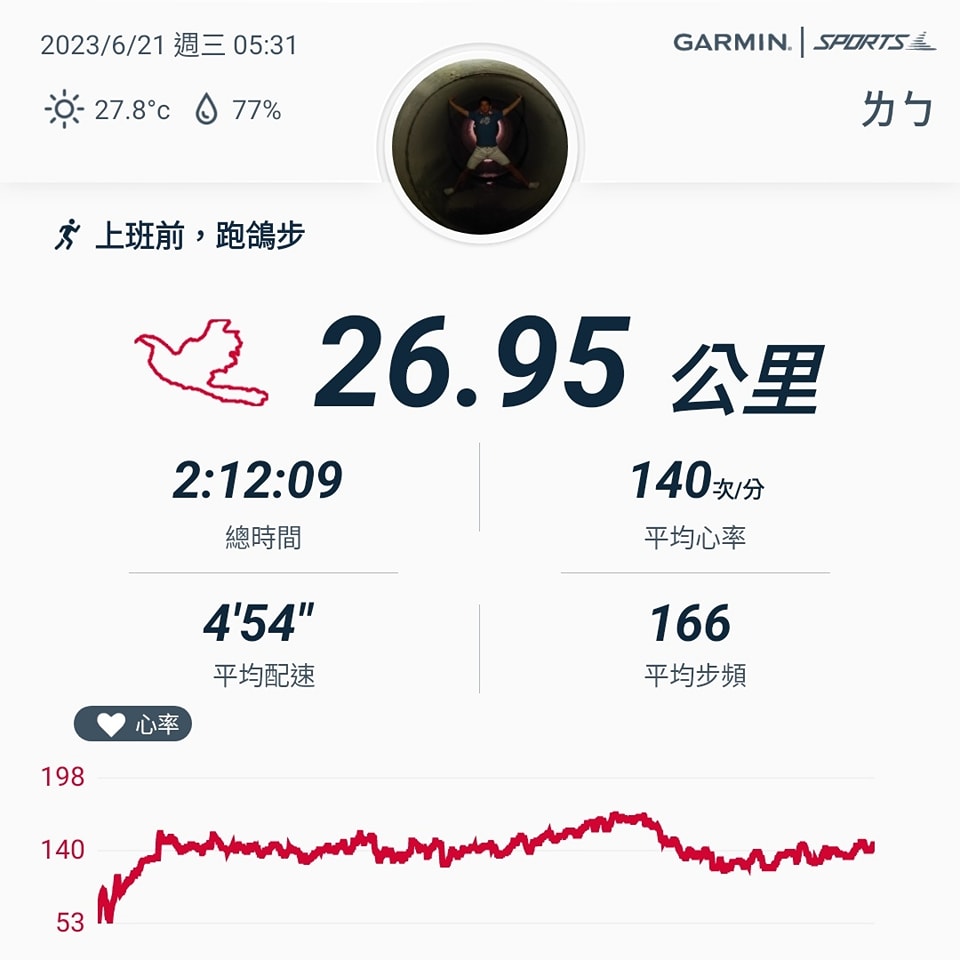 2023/6/21 週三 05:31
GARMIN. | SPORTS
27.8°c 77%
ㄌㄅ
上班前，跑鴿步
26.95 公里
2:12:09
總時間
140次/分
平均心率
4'54"
平均配速
166
平均步頻
心率
198
140
53